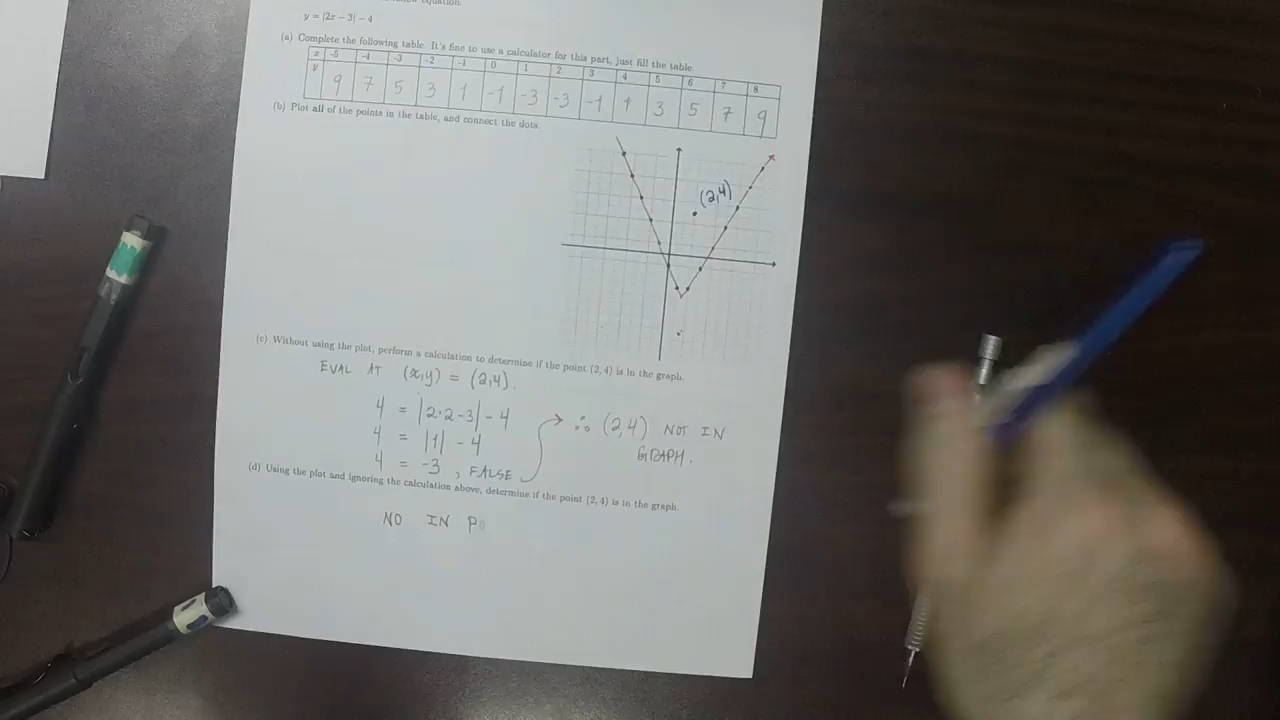 equation.
y = |2x − 3| − 4
(a) Complete the following table. It's fine to use a calculator for this part, just fill the table.
x -5 -4 -3 -2 -1 0 1 2 3 4 5 6 7 8
y 9 7 5 3 1 -1 -3 -3 -1 1 3 5 7 9
(b) Plot all of the points in the table, and connect the dots.
(2,4)
(c) Without using the plot, perform a calculation to determine if the point (2, 4) is in the graph.
EVAL AT (x,y) = (2,4).
4 = |2·2-3| - 4
4 = |1| - 4
4 = -3 , FALSE
∴ (2,4) NOT IN
GRAPH.
(d) Using the plot and ignoring the calculation above, determine if the point (2, 4) is in the graph.
NO IN PO